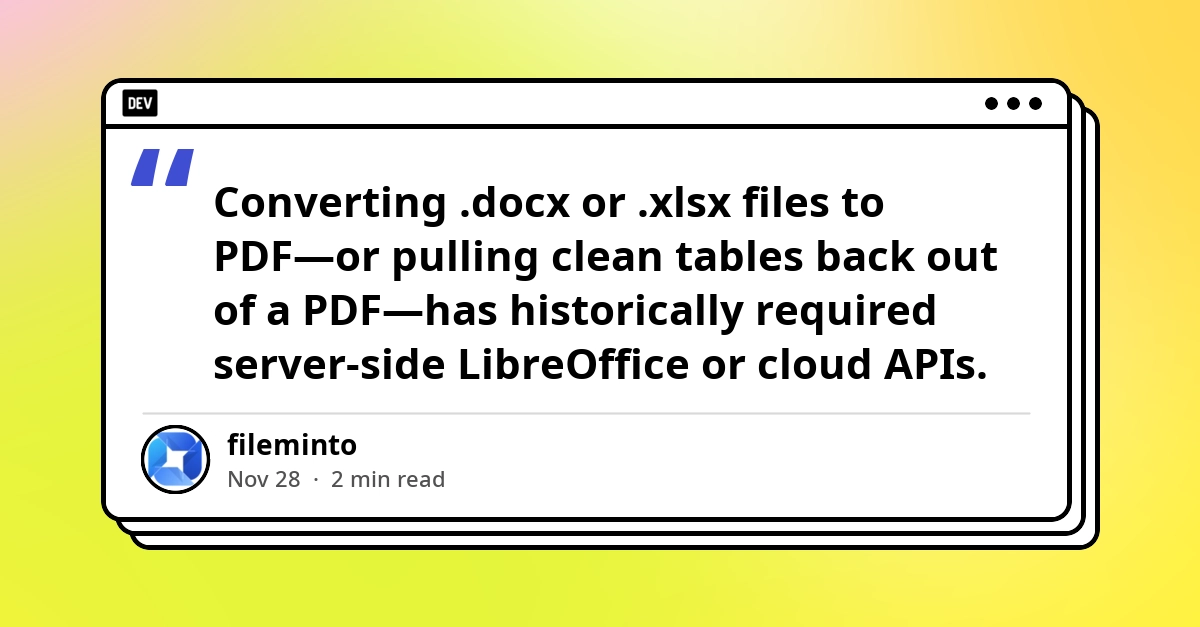 DEV
“
Converting .docx or .xlsx files to
PDF—or pulling clean tables back out
of a PDF—has historically required
server-side LibreOffice or cloud APIs.
fileminto
Nov 28 · 2 min read